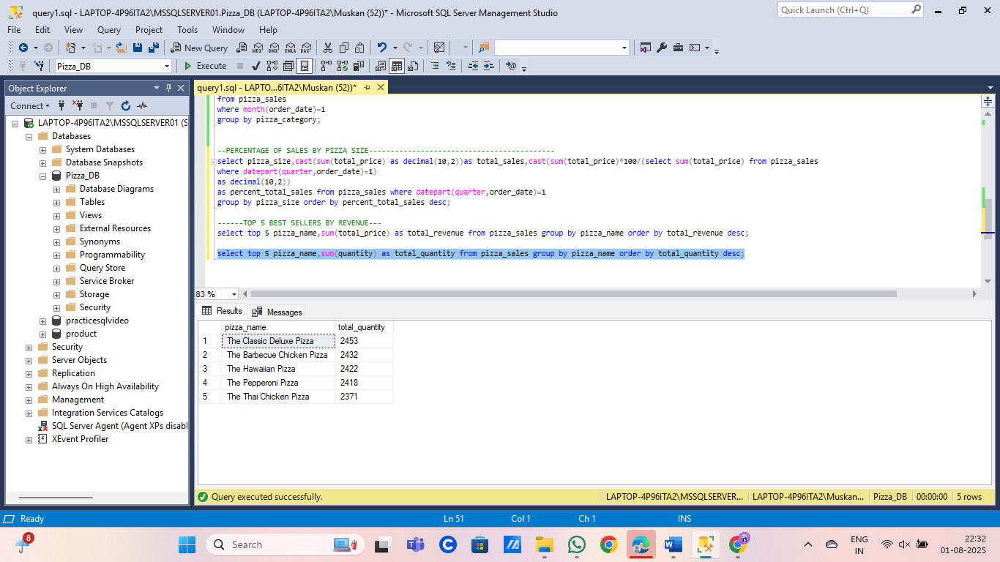 query1.sql - LAPTOP-4P96ITA2\MSSQLSERVER01.Pizza_DB (LAPTOP-4P96ITA2\Muskan (52))* - Microsoft SQL Server Management Studio
Quick Launch (Ctrl+Q)
File Edit View Query Project Tools Window Help
New Query
MDX DMX XMLA DAX
Pizza_DB
Execute
Object Explorer
Connect
LAPTOP-4P96ITA2\MSSQLSERVER01 (S
Databases
System Databases
Database Snapshots
Pizza_DB
Database Diagrams
Tables
Views
External Resources
Synonyms
Programmability
Query Store
Service Broker
Storage
Security
practicesqlvideo
product
Security
Server Objects
Replication
Always On High Availability
Management
Integration Services Catalogs
SQL Server Agent (Agent XPs disabl
XEvent Profiler
query1.sql - LAPTO...6ITA2\Muskan (52))*
from pizza_sales
where month(order_date)=1
group by pizza_category;
--PERCENTAGE OF SALES BY PIZZA SIZE-------------------------------------------
select pizza_size,cast(sum(total_price) as decimal(10,2))as total_sales,cast(sum(total_price)*100/(select sum(total_price) from pizza_sales
where datepart(quarter,order_date)=1)
as decimal(10,2))
as percent_total_sales from pizza_sales where datepart(quarter,order_date)=1
group by pizza_size order by percent_total_sales desc;
------TOP 5 BEST SELLERS BY REVENUE---
select top 5 pizza_name,sum(total_price) as total_revenue from pizza_sales group by pizza_name order by total_revenue desc;
select top 5 pizza_name,sum(quantity) as total_quantity from pizza_sales group by pizza_name order by total_quantity desc;
83 %
Results Messages
pizza_name total_quantity
1 The Classic Deluxe Pizza 2453
2 The Barbecue Chicken Pizza 2432
3 The Hawaiian Pizza 2422
4 The Pepperoni Pizza 2418
5 The Thai Chicken Pizza 2371
Query executed successfully.
LAPTOP-4P96ITA2\MSSQLSERVER... LAPTOP-4P96ITA2\Muskan... Pizza_DB 00:00:00 5 rows
Ready Ln 51 Col 1 Ch 1 INS
8
Search
ENG
IN
22:32
01-08-2025